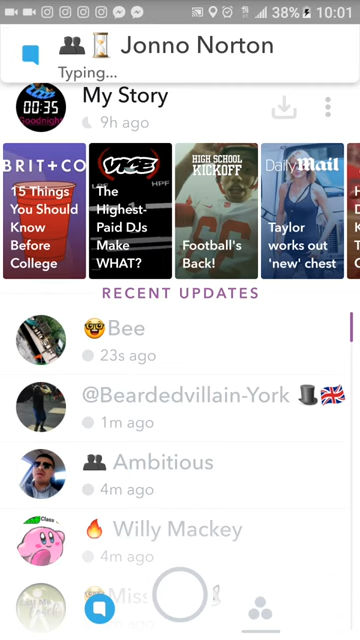 38% 10:01
Jonno Norton
Typing...
00:35
Goodnight
My Story
9h ago
BRIT+CO
15 Things
You Should
Know
Before
College
VICE
HPF
The
Highest-
Paid DJs
Make
WHAT?
HIGH SCHOOL
KICKOFF
Football's
Back!
Daily Mail
Taylor
works out
'new' chest
RECENT UPDATES
Bee
23s ago
@Beardedvillain-York
1m ago
Ambitious
4m ago
Class
Willy Mackey
4m ago
Miss